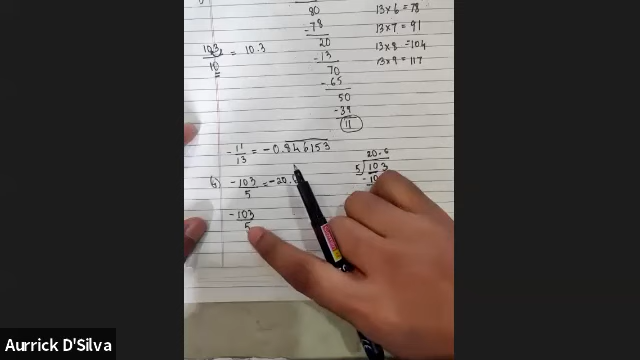 80
- 78
20
- 13
70
- 65
50
- 39
11
13 x 6 = 78
13 x 7 = 91
13 x 8 = 104
13 x 9 = 117
103/10 = 10.3
- 11/13 = - 0.846153
- 103/5 = - 20.
20.6
5 103
- 10
- 103/5
Aurrick D'Silva